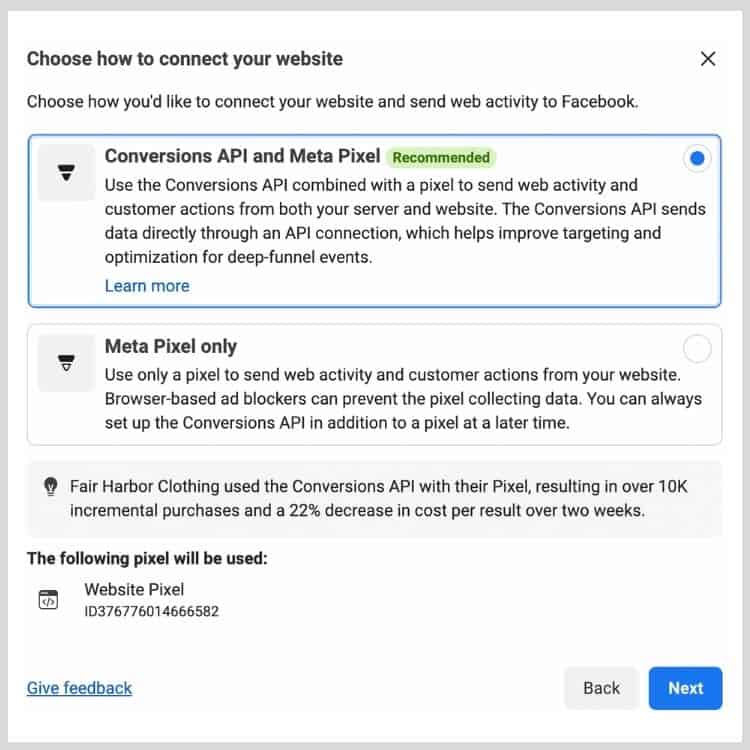 Choose how to connect your website
Choose how you'd like to connect your website and send web activity to Facebook.
Conversions API and Meta Pixel Recommended
Use the Conversions API combined with a pixel to send web activity and
customer actions from both your server and website. The Conversions API sends
data directly through an API connection, which helps improve targeting and
optimization for deep-funnel events.
Learn more
Meta Pixel only
Use only a pixel to send web activity and customer actions from your website.
Browser-based ad blockers can prevent the pixel collecting data. You can always
set up the Conversions API in addition to a pixel at a later time.
Fair Harbor Clothing used the Conversions API with their Pixel, resulting in over 10K
incremental purchases and a 22% decrease in cost per result over two weeks.
The following pixel will be used:
Website Pixel
ID376776014666582
Give feedback
Back
Next